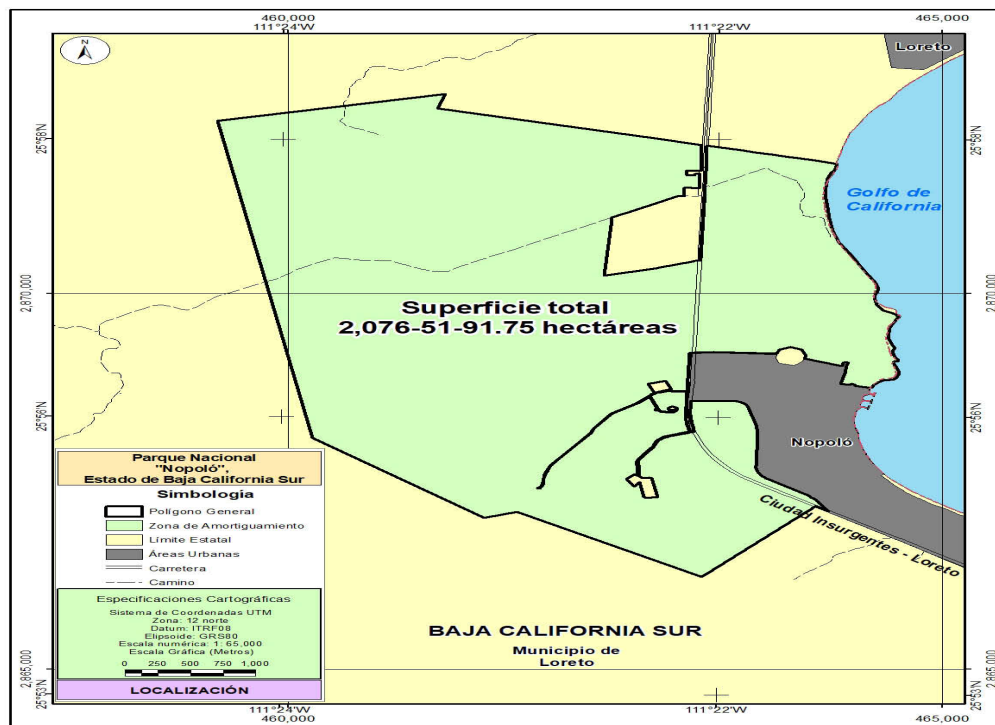 460,000
111°24'W
111°22'W
465,000
N
Loreto
25°58'N
25°58'N
Golfo de
California
2,870,000
2,870,000
Superficie total
2,076-51-91.75 hectáreas
25°56'N
25°56'N
Nopoló
Parque Nacional
"Nopoló",
Estado de Baja California Sur
Simbología
Polígono General
Zona de Amortiguamiento
Límite Estatal
Áreas Urbanas
Carretera
Camino
Ciudad Insurgentes - Loreto
Especificaciones Cartográficas
Sistema de Coordenadas UTM
Zona: 12 norte
Datum: ITRF08
Elipsoide: GRS80
Escala numérica: 1: 65,000
Escala Gráfica (Metros)
0 250 500 750 1,000
LOCALIZACIÓN
BAJA CALIFORNIA SUR
Municipio de
Loreto
2,865,000
2,865,000
25°53'N
25°53'N
111°24'W
460,000
111°22'W
465,000